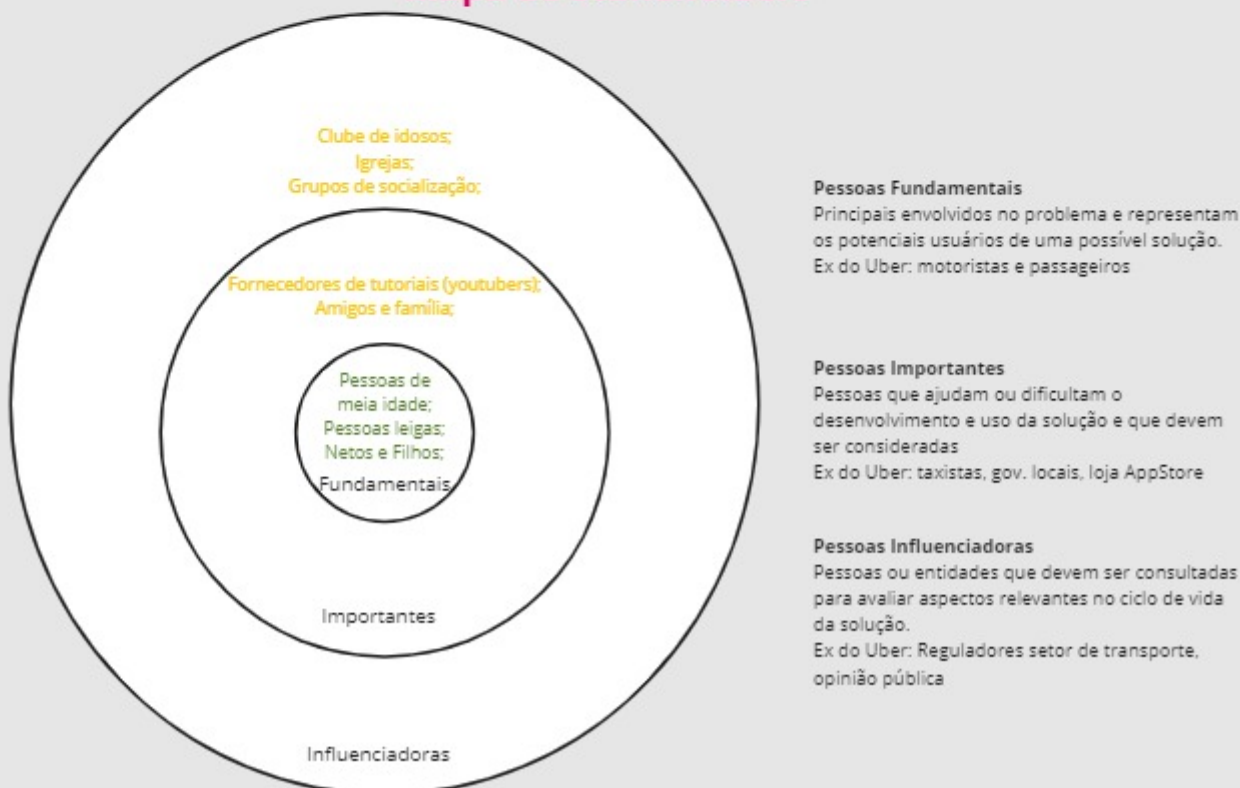 Clube de idosos;
Igrejas;
Grupos de socialização;
Fornecedores de tutoriais (youtubers);
Amigos e família;
Pessoas de
meia idade;
Pessoas leigas;
Netos e Filhos;
Fundamentais
Importantes
Influenciadoras
Pessoas Fundamentais
Principais envolvidos no problema e representam
os potenciais usuários de uma possível solução.
Ex do Uber: motoristas e passageiros
Pessoas Importantes
Pessoas que ajudam ou dificultam o
desenvolvimento e uso da solução e que devem
ser consideradas
Ex do Uber: taxistas, gov. locais, loja AppStore
Pessoas Influenciadoras
Pessoas ou entidades que devem ser consultadas
para avaliar aspectos relevantes no ciclo de vida
da solução.
Ex do Uber: Reguladores setor de transporte,
opinião pública